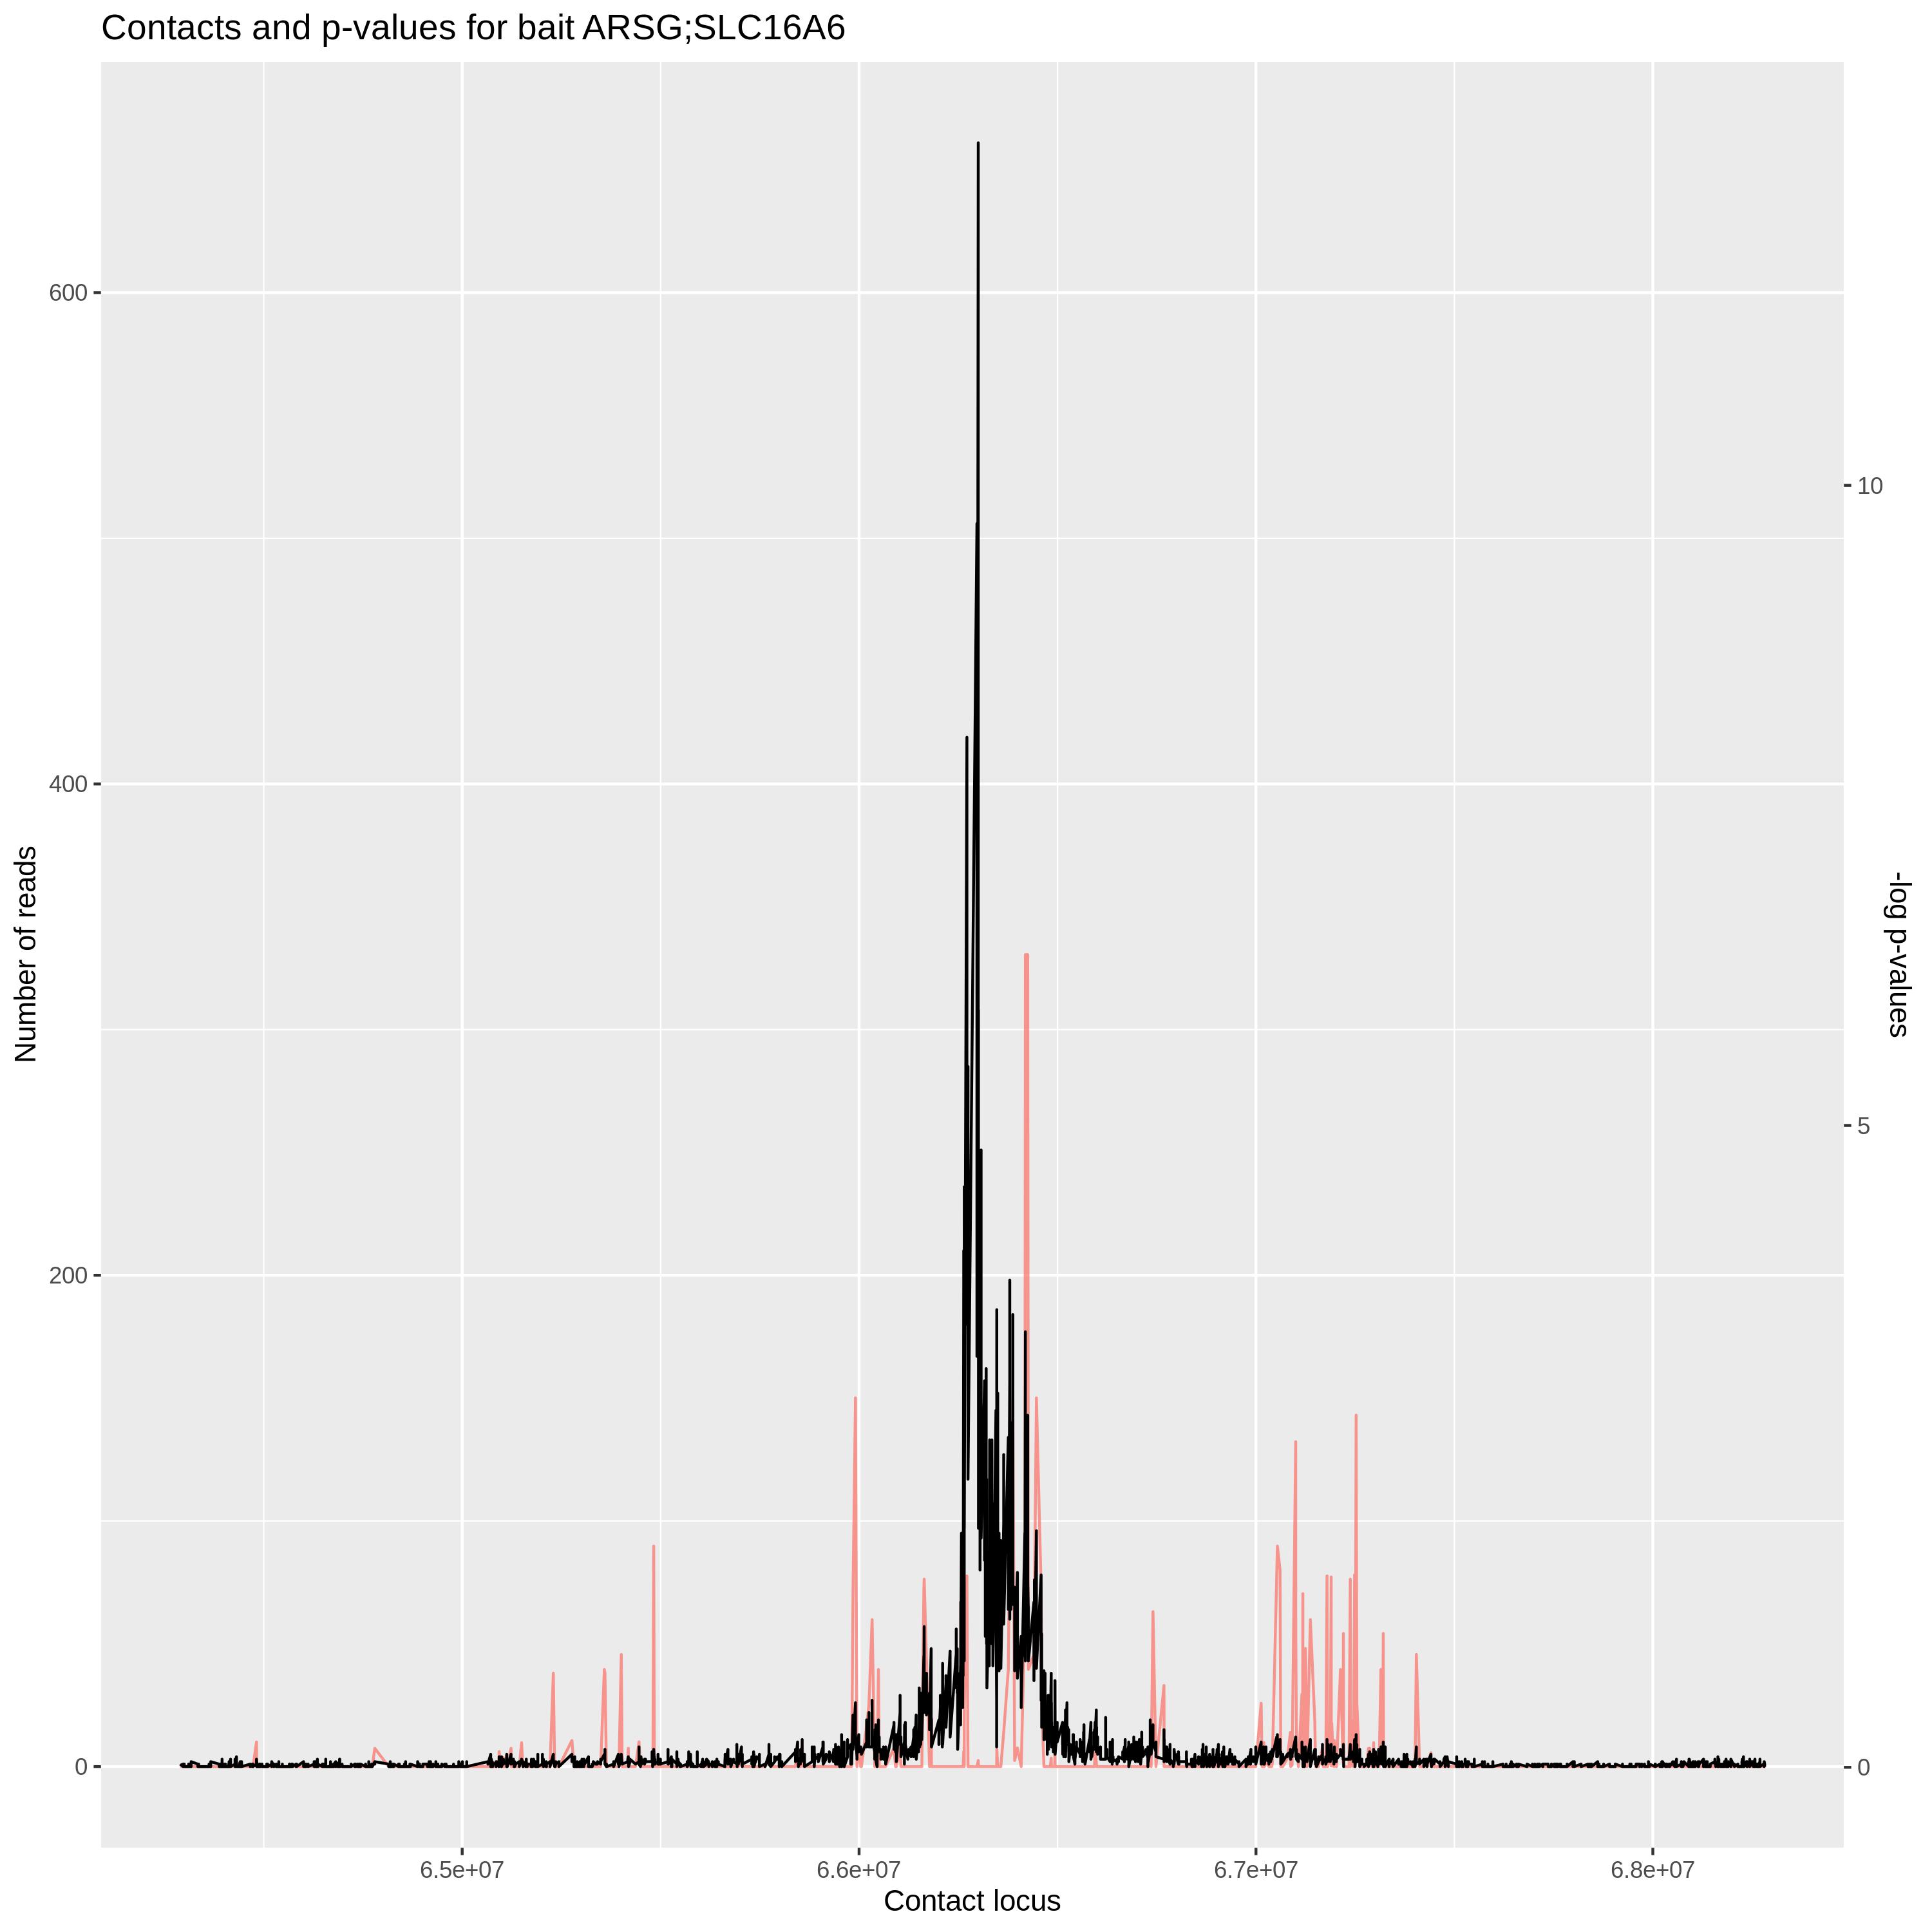 Contacts and p-values for bait ARSG;SLC16A6
600
400
200
0
Number of reads
10
5
0
-log p-values
6.5e+07
6.6e+07
6.7e+07
6.8e+07
Contact locus